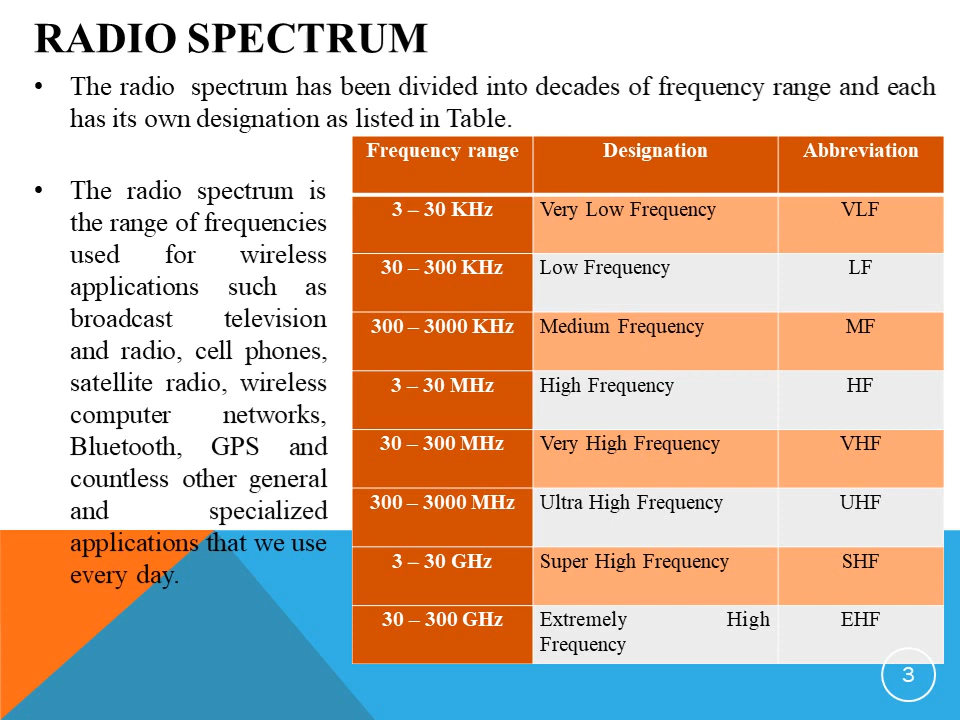 RADIO SPECTRUM
• The radio spectrum has been divided into decades of frequency range and each
has its own designation as listed in Table.
• The radio spectrum is
the range of frequencies
used for wireless
applications such as
broadcast television
and radio, cell phones,
satellite radio, wireless
computer networks,
Bluetooth, GPS and
countless other general
and specialized
applications that we use
every day.
Frequency range Designation Abbreviation
3 – 30 KHz Very Low Frequency VLF
30 – 300 KHz Low Frequency LF
300 – 3000 KHz Medium Frequency MF
3 – 30 MHz High Frequency HF
30 – 300 MHz Very High Frequency VHF
300 – 3000 MHz Ultra High Frequency UHF
3 – 30 GHz Super High Frequency SHF
30 – 300 GHz Extremely High EHF
Frequency
3